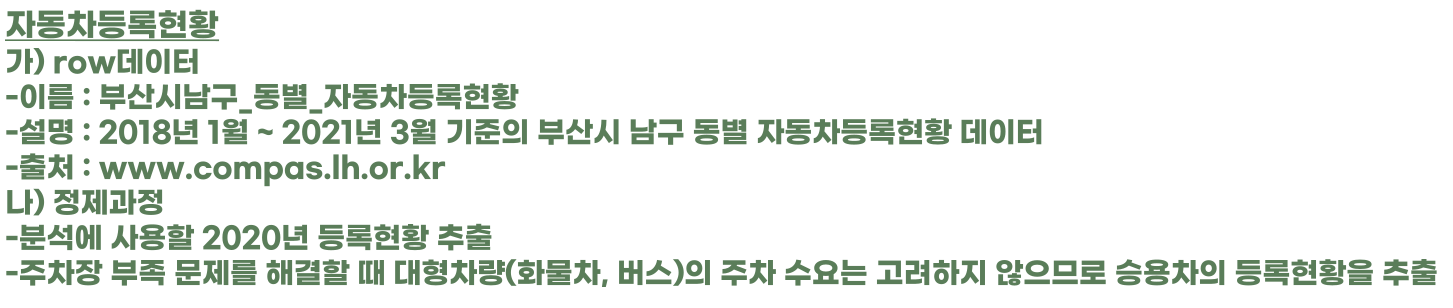 자동차등록현황
가) row데이터
-이름 : 부산시남구_동별_자동차등록현황
-설명 : 2018년 1월 ~ 2021년 3월 기준의 부산시 남구 동별 자동차등록현황 데이터
-출처 : www.compas.lh.or.kr
나) 정제과정
-분석에 사용할 2020년 등록현황 추출
-주차장 부족 문제를 해결할 때 대형차량(화물차, 버스)의 주차 수요는 고려하지 않으므로 승용차의 등록현황을 추출